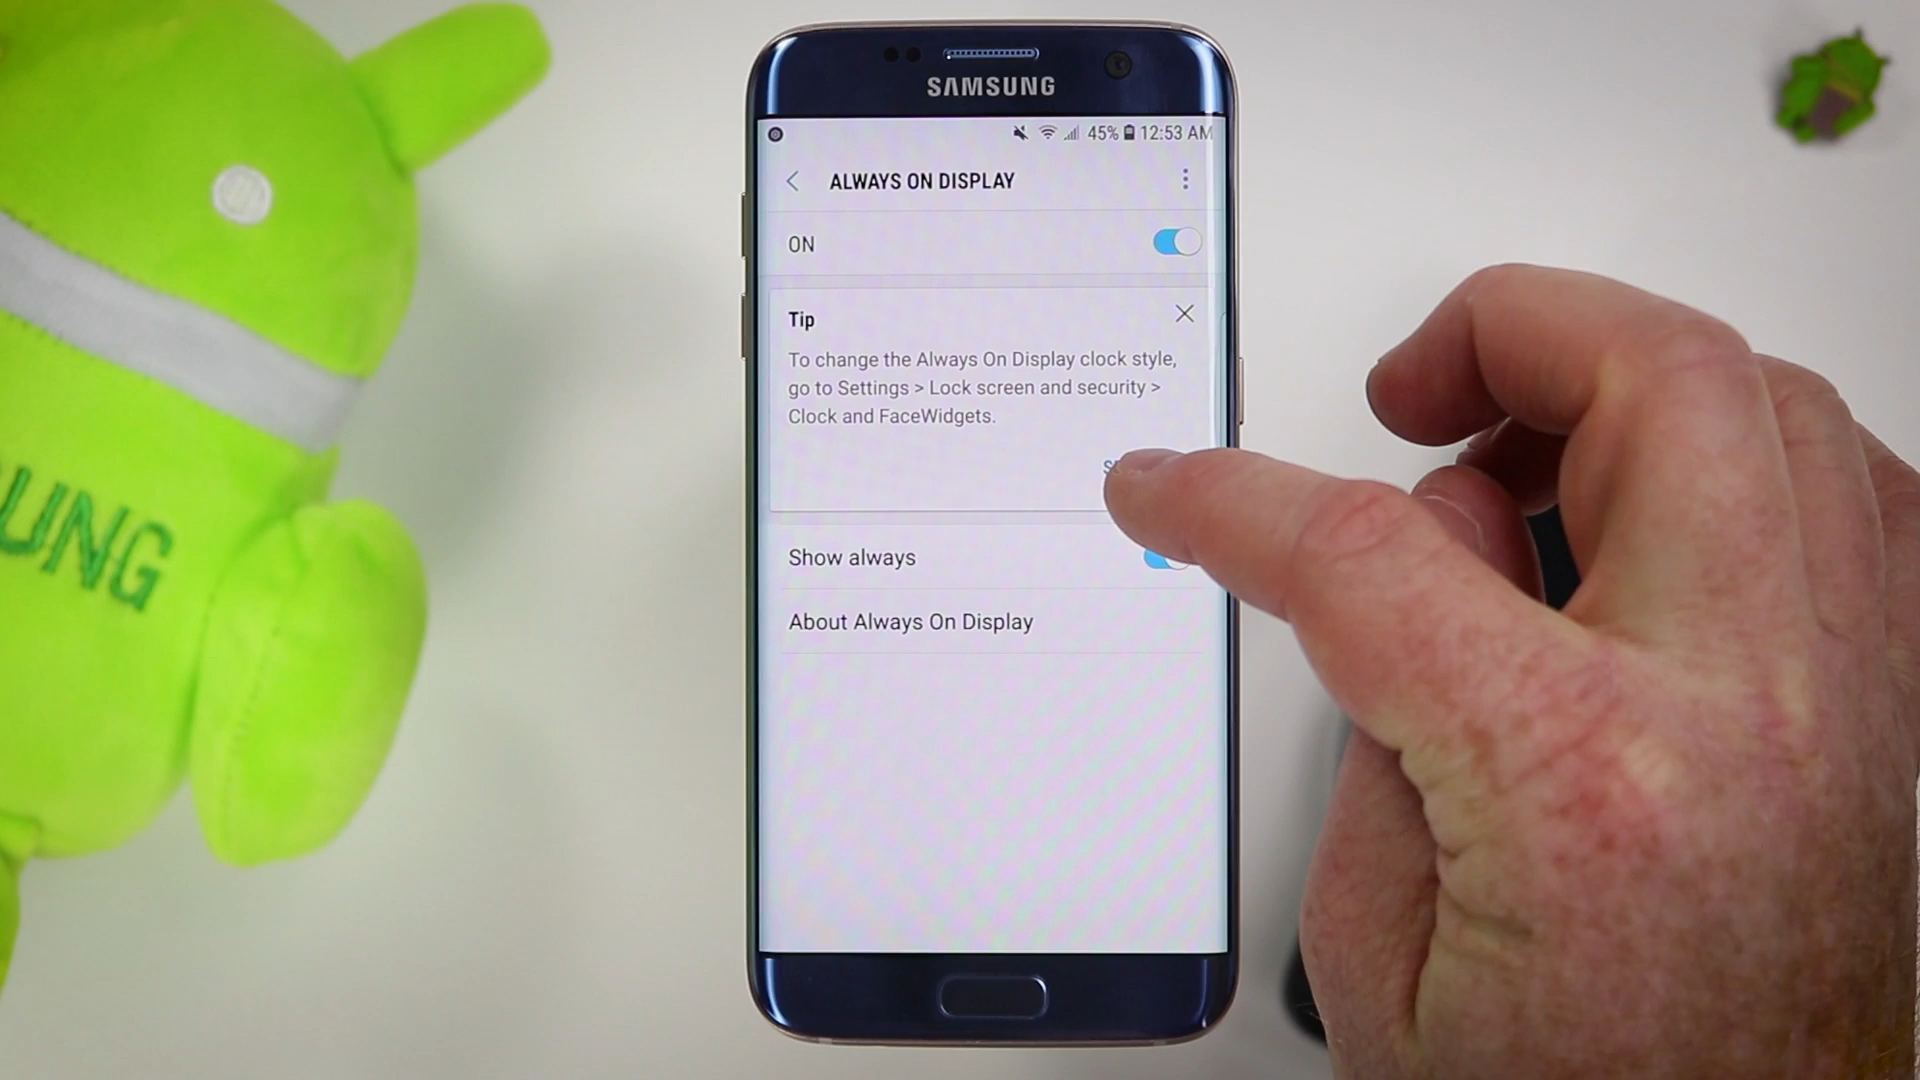 SAMSUNG
45% 12:53 AM
ALWAYS ON DISPLAY
ON
Tip
To change the Always On Display clock style,
go to Settings > Lock screen and security >
Clock and FaceWidgets.
Show always
About Always On Display
UNG